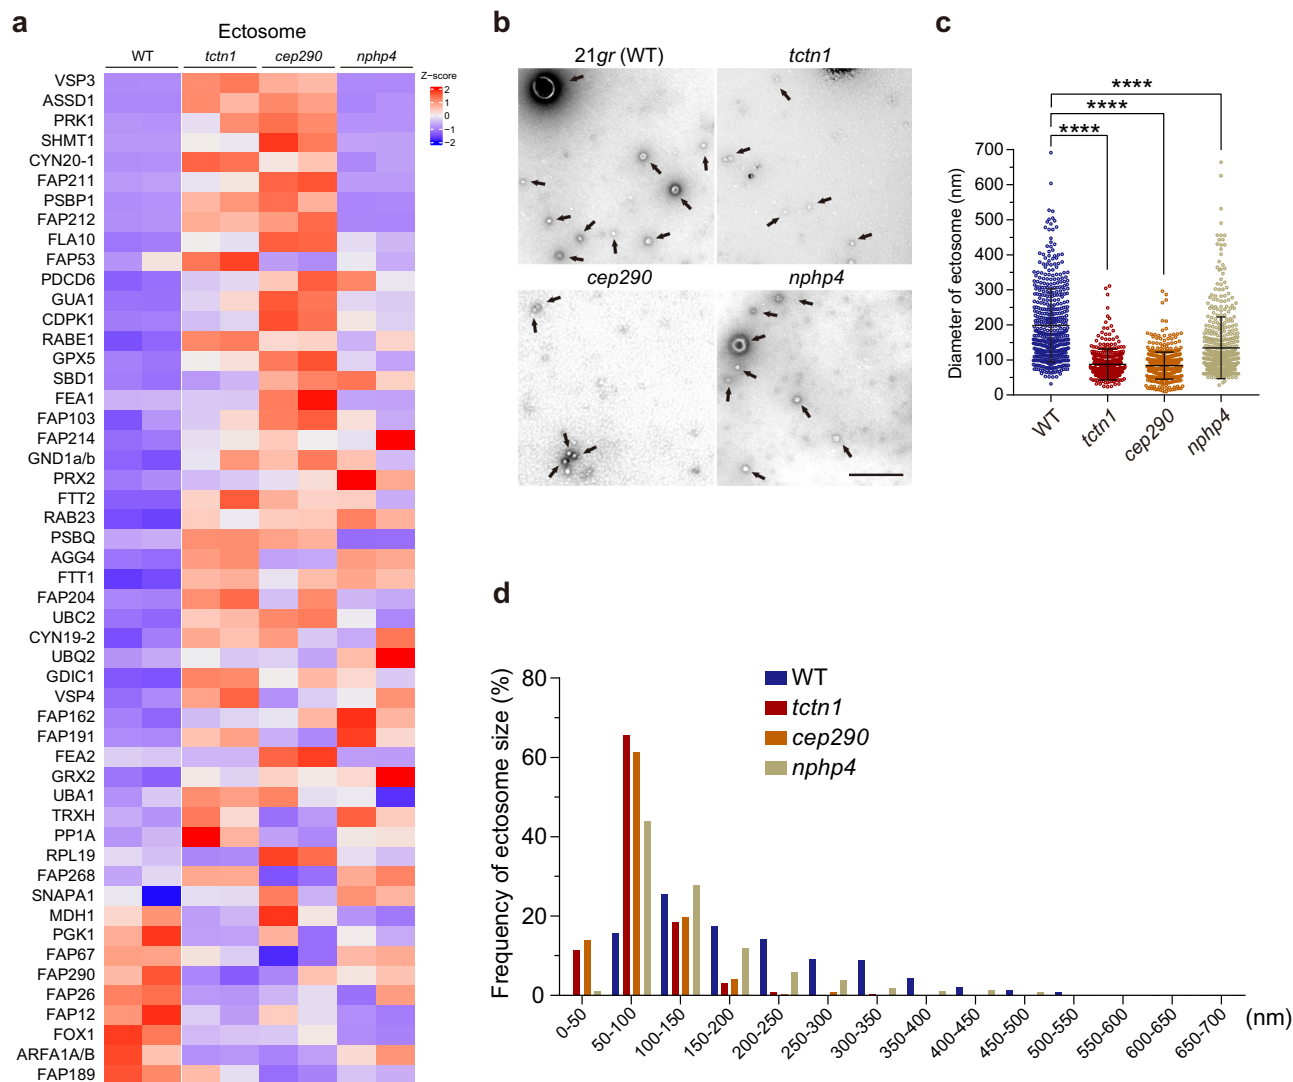 a
Ectosome
WT tctn1 cep290 nphp4
Z-score
2
1
0
−1
−2
VSP3
ASSD1
PRK1
SHMT1
CYN20-1
FAP211
PSBP1
FAP212
FLA10
FAP53
PDCD6
GUA1
CDPK1
RABE1
GPX5
SBD1
FEA1
FAP103
FAP214
GND1a/b
PRX2
FTT2
RAB23
PSBQ
AGG4
FTT1
FAP204
UBC2
CYN19-2
UBQ2
GDIC1
VSP4
FAP162
FAP191
FEA2
GRX2
UBA1
TRXH
PP1A
RPL19
FAP268
SNAPA1
MDH1
PGK1
FAP67
FAP290
FAP26
FAP12
FOX1
ARFA1A/B
FAP189
b
21gr (WT) tctn1
cep290 nphp4
c
****
****
****
Diameter of ectosome (nm)
700
600
500
400
300
200
100
0
WT tctn1 cep290 nphp4
d
Frequency of ectosome size (%)
80
60
40
20
0
WT
tctn1
cep290
nphp4
0-50 50-100 100-150 150-200 200-250 250-300 300-350 350-400 400-450 450-500 500-550 550-600 600-650 650-700 (nm)